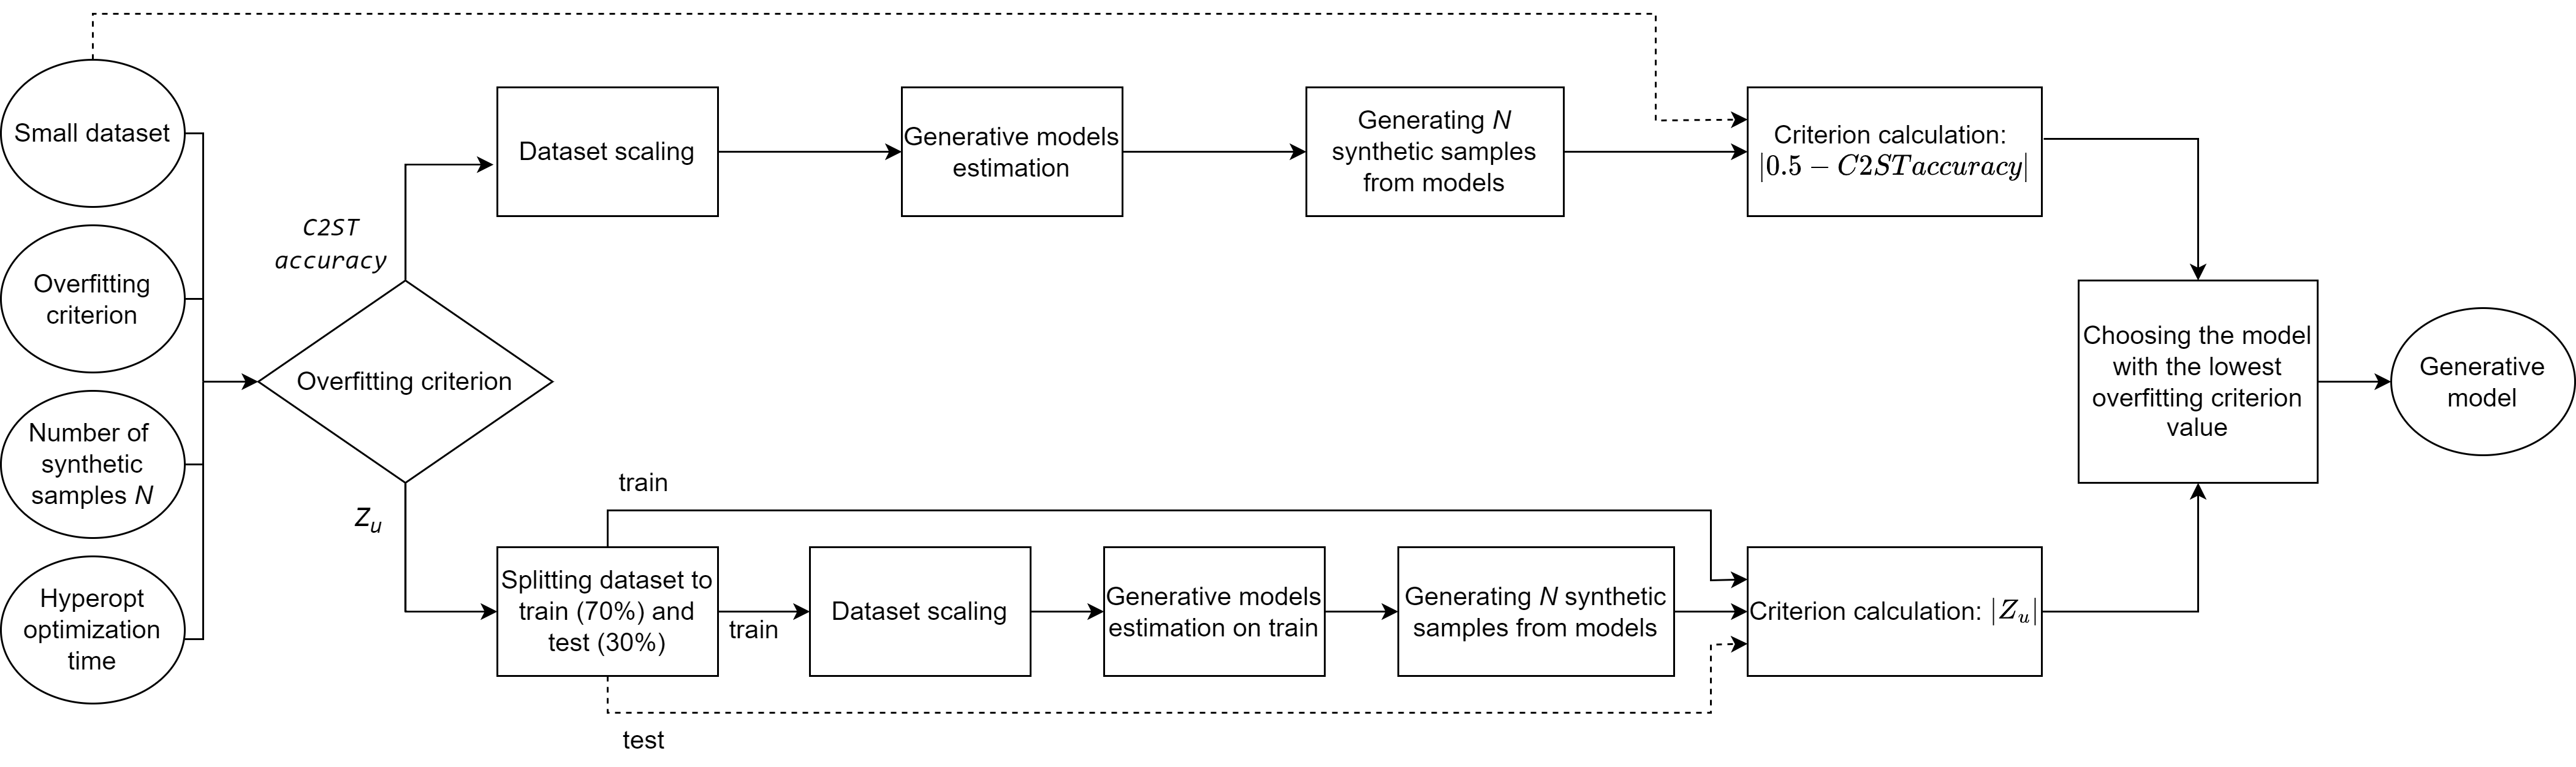 Small dataset
Overfitting
criterion
Number of
synthetic
samples N
Hyperopt
optimization
time
Overfitting criterion
C2ST
accuracy
Dataset scaling
Generative models
estimation
Generating N
synthetic samples
from models
Criterion calculation:
|0.5 − C2STaccuracy|
Z_u
train
Splitting dataset to
train (70%) and
test (30%)
train
test
Dataset scaling
Generative models
estimation on train
Generating N synthetic
samples from models
Criterion calculation: |Z_u|
Choosing the model
with the lowest
overfitting criterion
value
Generative
model